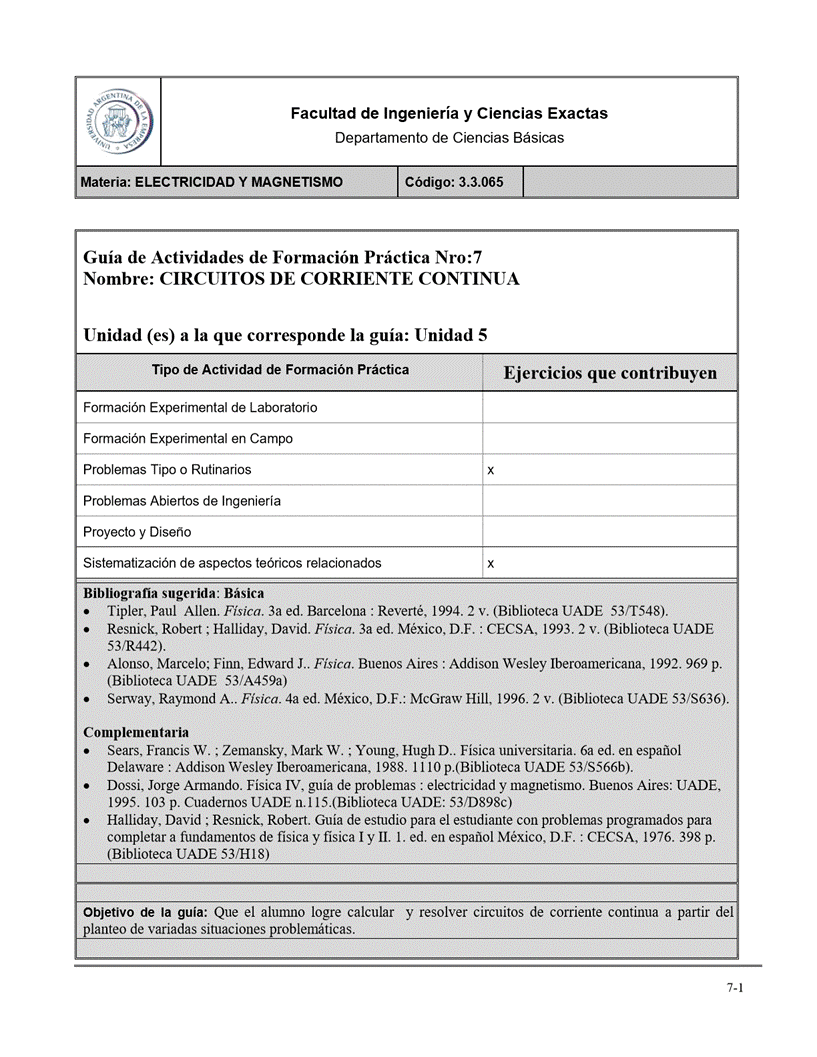 UNIVERSIDAD ARGENTINA DE LA EMPRESA
Facultad de Ingeniería y Ciencias Exactas
Departamento de Ciencias Básicas
Materia: ELECTRICIDAD Y MAGNETISMO
Código: 3.3.065
Guía de Actividades de Formación Práctica Nro:7
Nombre: CIRCUITOS DE CORRIENTE CONTINUA
Unidad (es) a la que corresponde la guía: Unidad 5
Tipo de Actividad de Formación Práctica
Ejercicios que contribuyen
Formación Experimental de Laboratorio
Formación Experimental en Campo
Problemas Tipo o Rutinarios x
Problemas Abiertos de Ingeniería
Proyecto y Diseño
Sistematización de aspectos teóricos relacionados x
Bibliografía sugerida: Básica
• Tipler, Paul Allen. Física. 3a ed. Barcelona : Reverté, 1994. 2 v. (Biblioteca UADE 53/T548).
• Resnick, Robert ; Halliday, David. Física. 3a ed. México, D.F. : CECSA, 1993. 2 v. (Biblioteca UADE
53/R442).
• Alonso, Marcelo; Finn, Edward J.. Física. Buenos Aires : Addison Wesley Iberoamericana, 1992. 969 p.
(Biblioteca UADE 53/A459a)
• Serway, Raymond A.. Física. 4a ed. México, D.F.: McGraw Hill, 1996. 2 v. (Biblioteca UADE 53/S636).
Complementaria
• Sears, Francis W. ; Zemansky, Mark W. ; Young, Hugh D.. Física universitaria. 6a ed. en español
Delaware : Addison Wesley Iberoamericana, 1988. 1110 p.(Biblioteca UADE 53/S566b).
• Dossi, Jorge Armando. Física IV, guía de problemas : electricidad y magnetismo. Buenos Aires: UADE,
1995. 103 p. Cuadernos UADE n.115.(Biblioteca UADE: 53/D898c)
• Halliday, David ; Resnick, Robert. Guía de estudio para el estudiante con problemas programados para
completar a fundamentos de física y física I y II. 1. ed. en español México, D.F. : CECSA, 1976. 398 p.
(Biblioteca UADE 53/H18)
Objetivo de la guía: Que el alumno logre calcular y resolver circuitos de corriente continua a partir del
planteo de variadas situaciones problemáticas.
7-1